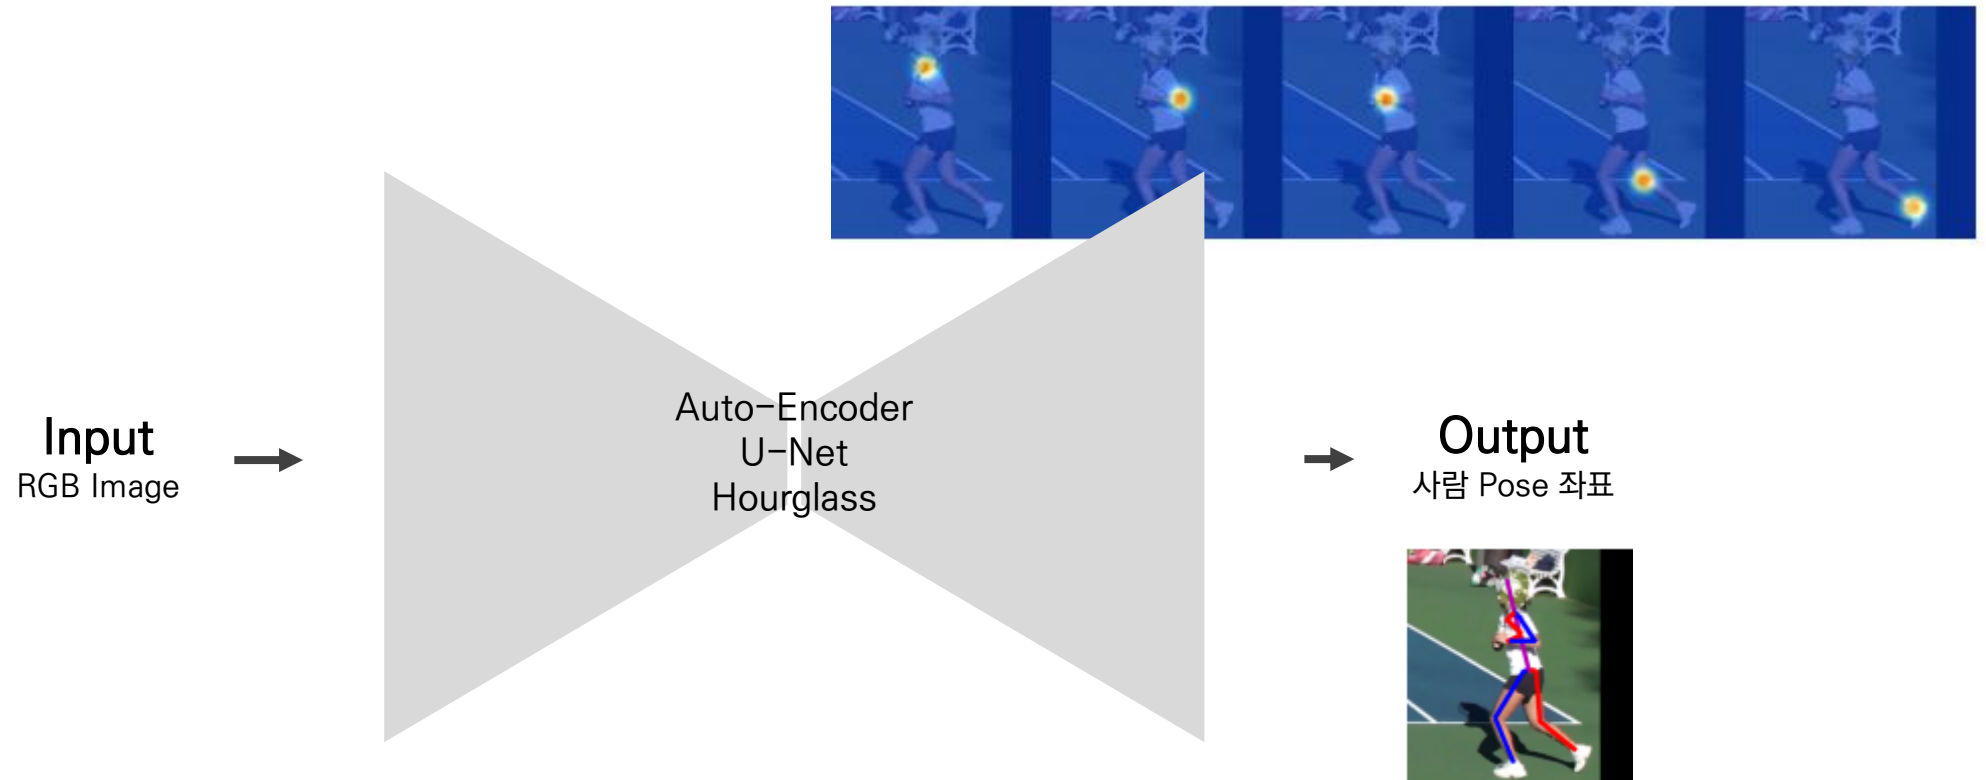 Input
RGB Image
Auto-Encoder
U-Net
Hourglass
Output
사람 Pose 좌표